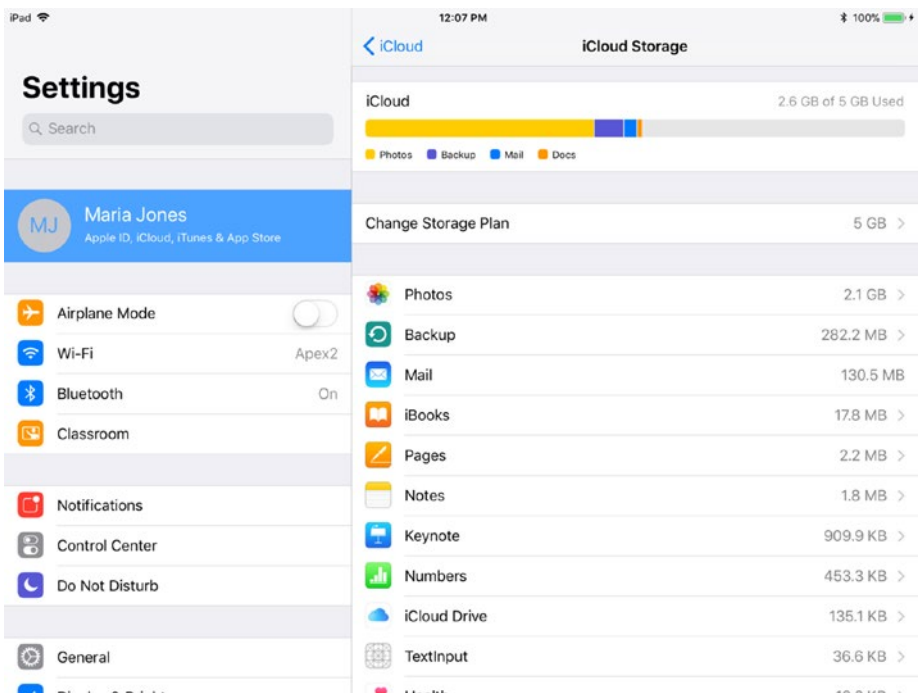 iPad
12:07 PM
100%
Settings
Search
MJ
Maria Jones
Apple ID, iCloud, iTunes & App Store
Airplane Mode
Wi-Fi Apex2
Bluetooth On
Classroom
Notifications
Control Center
Do Not Disturb
General
iCloud
iCloud Storage
iCloud 2.6 GB of 5 GB Used
Photos Backup Mail Docs
Change Storage Plan 5 GB
Photos 2.1 GB
Backup 282.2 MB
Mail 130.5 MB
iBooks 17.8 MB
Pages 2.2 MB
Notes 1.8 MB
Keynote 909.9 KB
Numbers 453.3 KB
iCloud Drive 135.1 KB
TextInput 36.6 KB